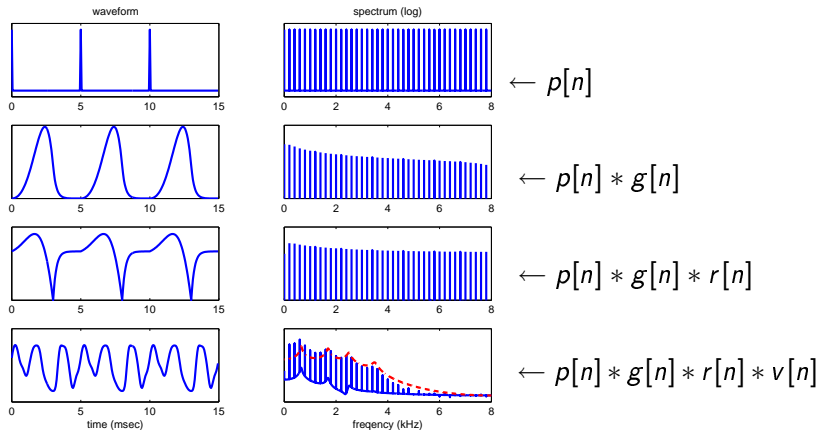 waveform
spectrum (log)
0 5 10 15
0 2 4 6 8
← p[n]
0 5 10 15
0 2 4 6 8
← p[n] ∗ g[n]
0 5 10 15
0 2 4 6 8
← p[n] ∗ g[n] ∗ r[n]
0 5 10 15
0 2 4 6 8
← p[n] ∗ g[n] ∗ r[n] ∗ v[n]
time (msec)
freqency (kHz)